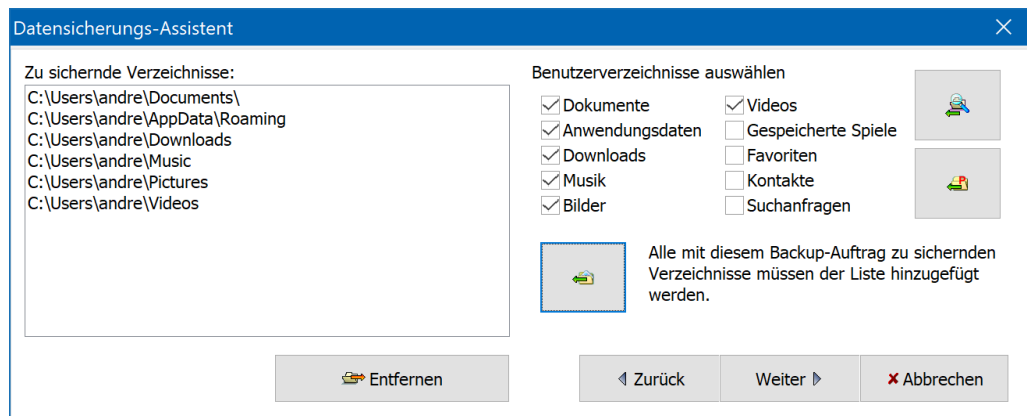 Datensicherungs-Assistent
Zu sichernde Verzeichnisse:
C:\Users\andre\Documents\
C:\Users\andre\AppData\Roaming
C:\Users\andre\Downloads
C:\Users\andre\Music
C:\Users\andre\Pictures
C:\Users\andre\Videos
Entfernen
Benutzerverzeichnisse auswählen
Dokumente
Anwendungsdaten
Downloads
Musik
Bilder
Videos
Gespeicherte Spiele
Favoriten
Kontakte
Suchanfragen
P
Alle mit diesem Backup-Auftrag zu sichernden
Verzeichnisse müssen der Liste hinzugefügt
werden.
Zurück
Weiter
Abbrechen